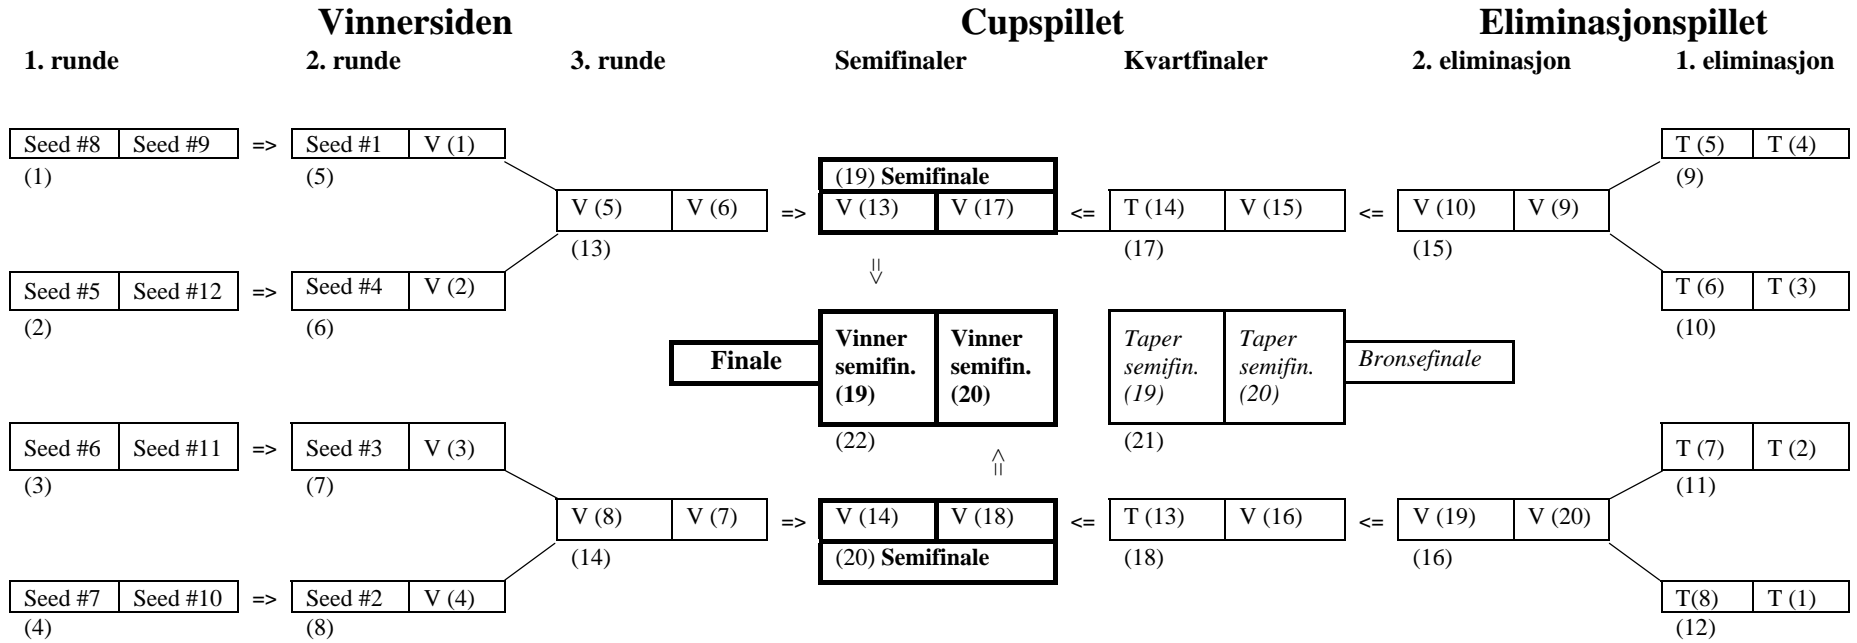 Vinnersiden Cupspillet Eliminasjonspillet
1. runde 2. runde 3. runde Semifinaler Kvartfinaler 2. eliminasjon 1. eliminasjon
Seed #8 Seed #9 => Seed #1 V (1) T (5) T (4)
(1) (5) (19) Semifinale (9)
V (5) V (6) => V (13) V (17) <= T (14) V (15) <= V (10) V (9)
(13) (17) (15)
=>
Seed #5 Seed #12 => Seed #4 V (2) T (6) T (3)
(2) (6) (10)
Finale
Vinner semifin. (19)
Vinner semifin. (20)
Taper semifin. (19)
Taper semifin. (20)
Bronsefinale
(22) (21)
Seed #6 Seed #11 => Seed #3 V (3) T (7) T (2)
(3) (7) (11)
=>
V (8) V (7) => V (14) V (18) <= T (13) V (16) <= V (19) V (20)
(14) (20) Semifinale (18) (16)
Seed #7 Seed #10 => Seed #2 V (4) T(8) T (1)
(4) (8) (12)